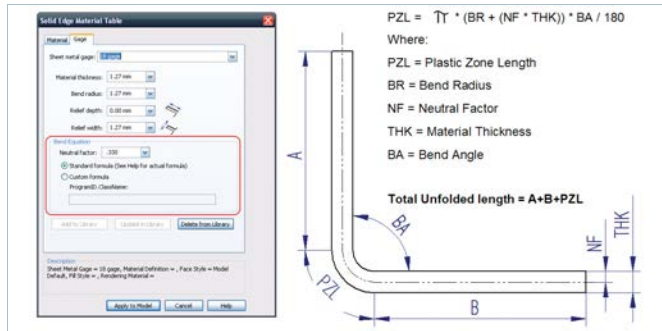 Solid Edge Material Table
Material Gage
Sheet metal gage: 18 gage
Material thickness: 1.27 mm
Bend radius: 1.27 mm
Relief depth: 0.00 mm
Relief width: 1.27 mm
Bend Equation
Neutral factor: .330
Standard formula (See Help for actual formula)
Custom formula
ProgramID.ClassName:
Add to Library Update in Library Delete from Library
Description
Sheet Metal Gage = 18 gage, Material Definition = , Face Style = Model
Default, Fill Style = , Rendering Material =
Apply to Model Cancel Help
PZL = π * (BR + (NF * THK)) * BA / 180
Where:
PZL = Plastic Zone Length
BR = Bend Radius
NF = Neutral Factor
THK = Material Thickness
BA = Bend Angle
Total Unfolded length = A+B+PZL
A
BA
PZL
B
NF
THK